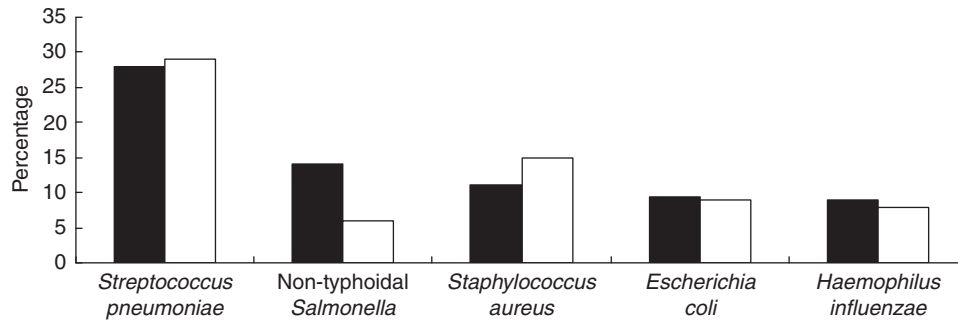 Percentage
35
30
25
20
15
10
5
0
Streptococcus
pneumoniae
Non-typhoidal
Salmonella
Staphylococcus
aureus
Escherichia
coli
Haemophilus
influenzae